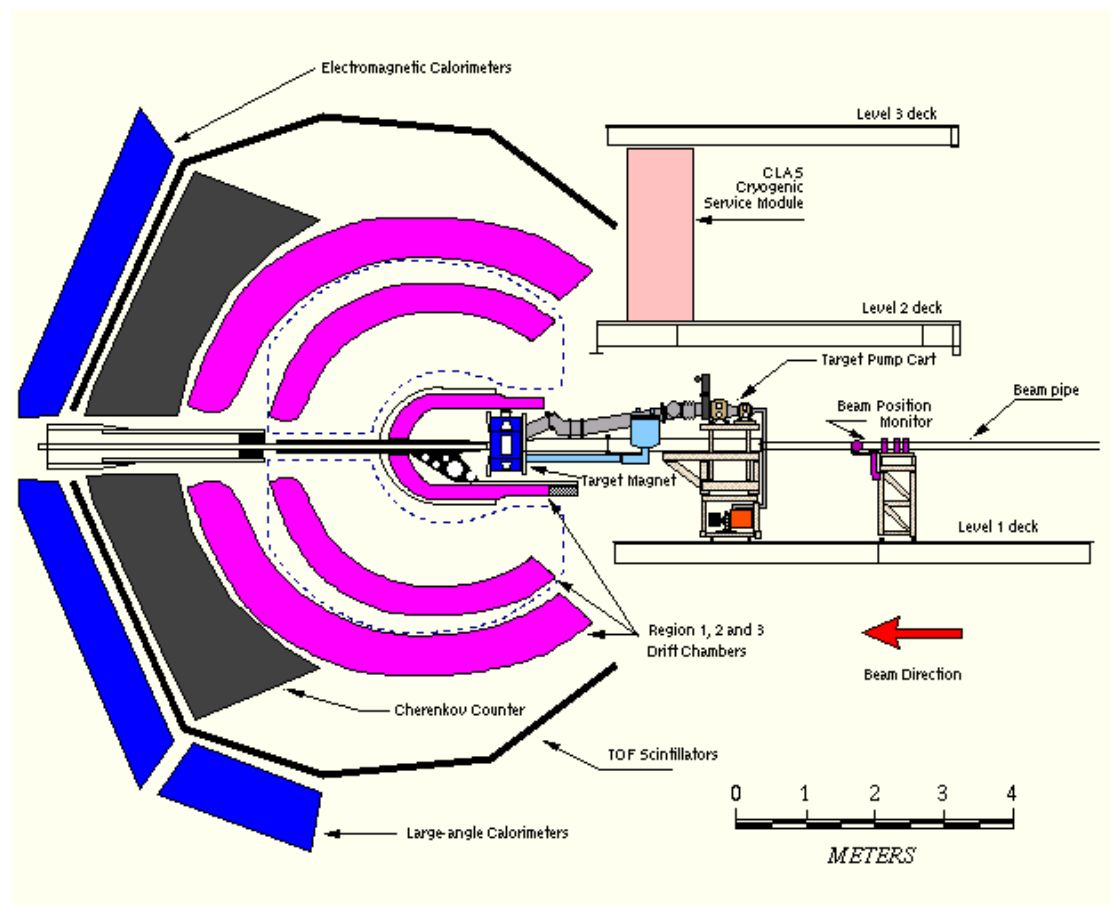 Electromagnetic Calorimeters
Level 3 deck
CLAS
Cryogenic
Service Module
Level 2 deck
Target Pump Cart
Beam pipe
Beam Position
Monitor
Target Magnet
Level 1 deck
Region 1, 2 and 3
Drift Chambers
Beam Direction
Cherenkov Counter
TOF Scintillators
0 1 2 3 4
METERS
Large-angle Calorimeters